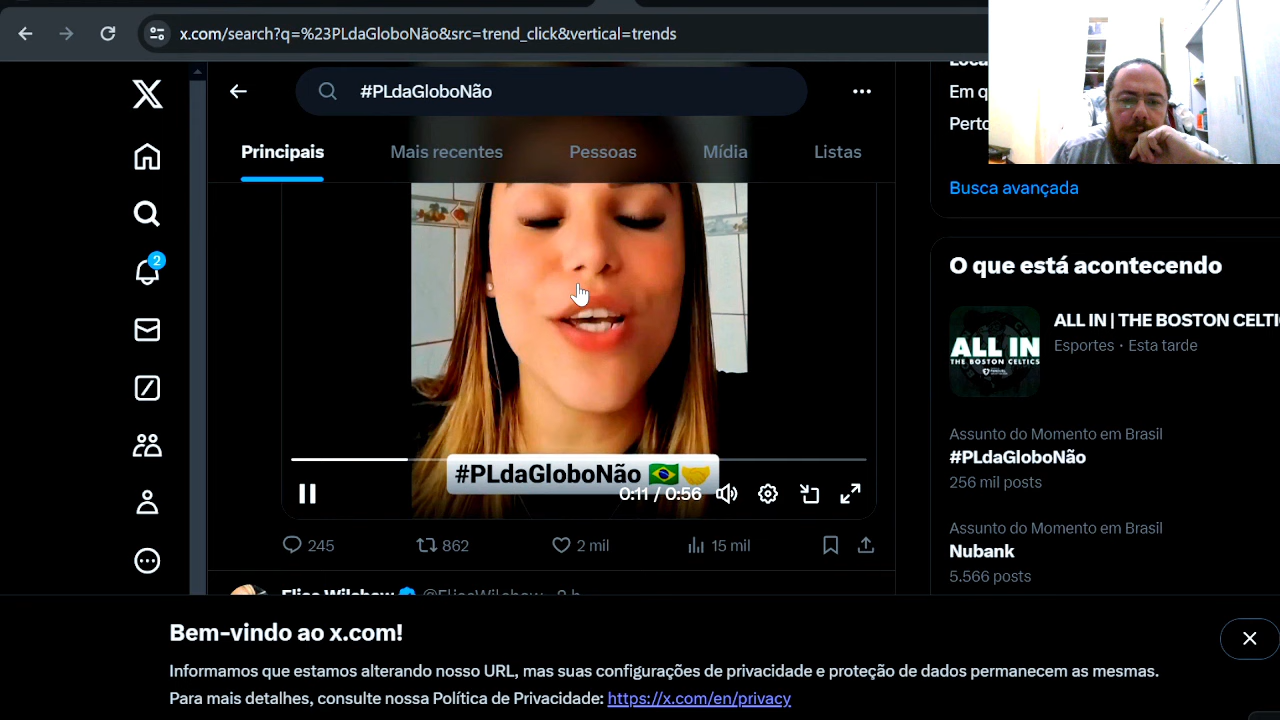 x.com/search?q=%23PLdaGloboNão&src=trend_click&vertical=trends
#PLdaGloboNão
Em q
Perto
Principais
Mais recentes
Pessoas
Mídia
Listas
Busca avançada
2
O que está acontecendo
ALL IN | THE BOSTON CELTI
Esportes · Esta tarde
ALL IN
THE BOSTON CELTICS
Assunto do Momento em Brasil
#PLdaGloboNão
256 mil posts
#PLdaGloboNão
0:11 / 0:56
Assunto do Momento em Brasil
Nubank
5.566 posts
245
862
2 mil
15 mil
Bem-vindo ao x.com!
Informamos que estamos alterando nosso URL, mas suas configurações de privacidade e proteção de dados permanecem as mesmas.
Para mais detalhes, consulte nossa Política de Privacidade: https://x.com/en/privacy